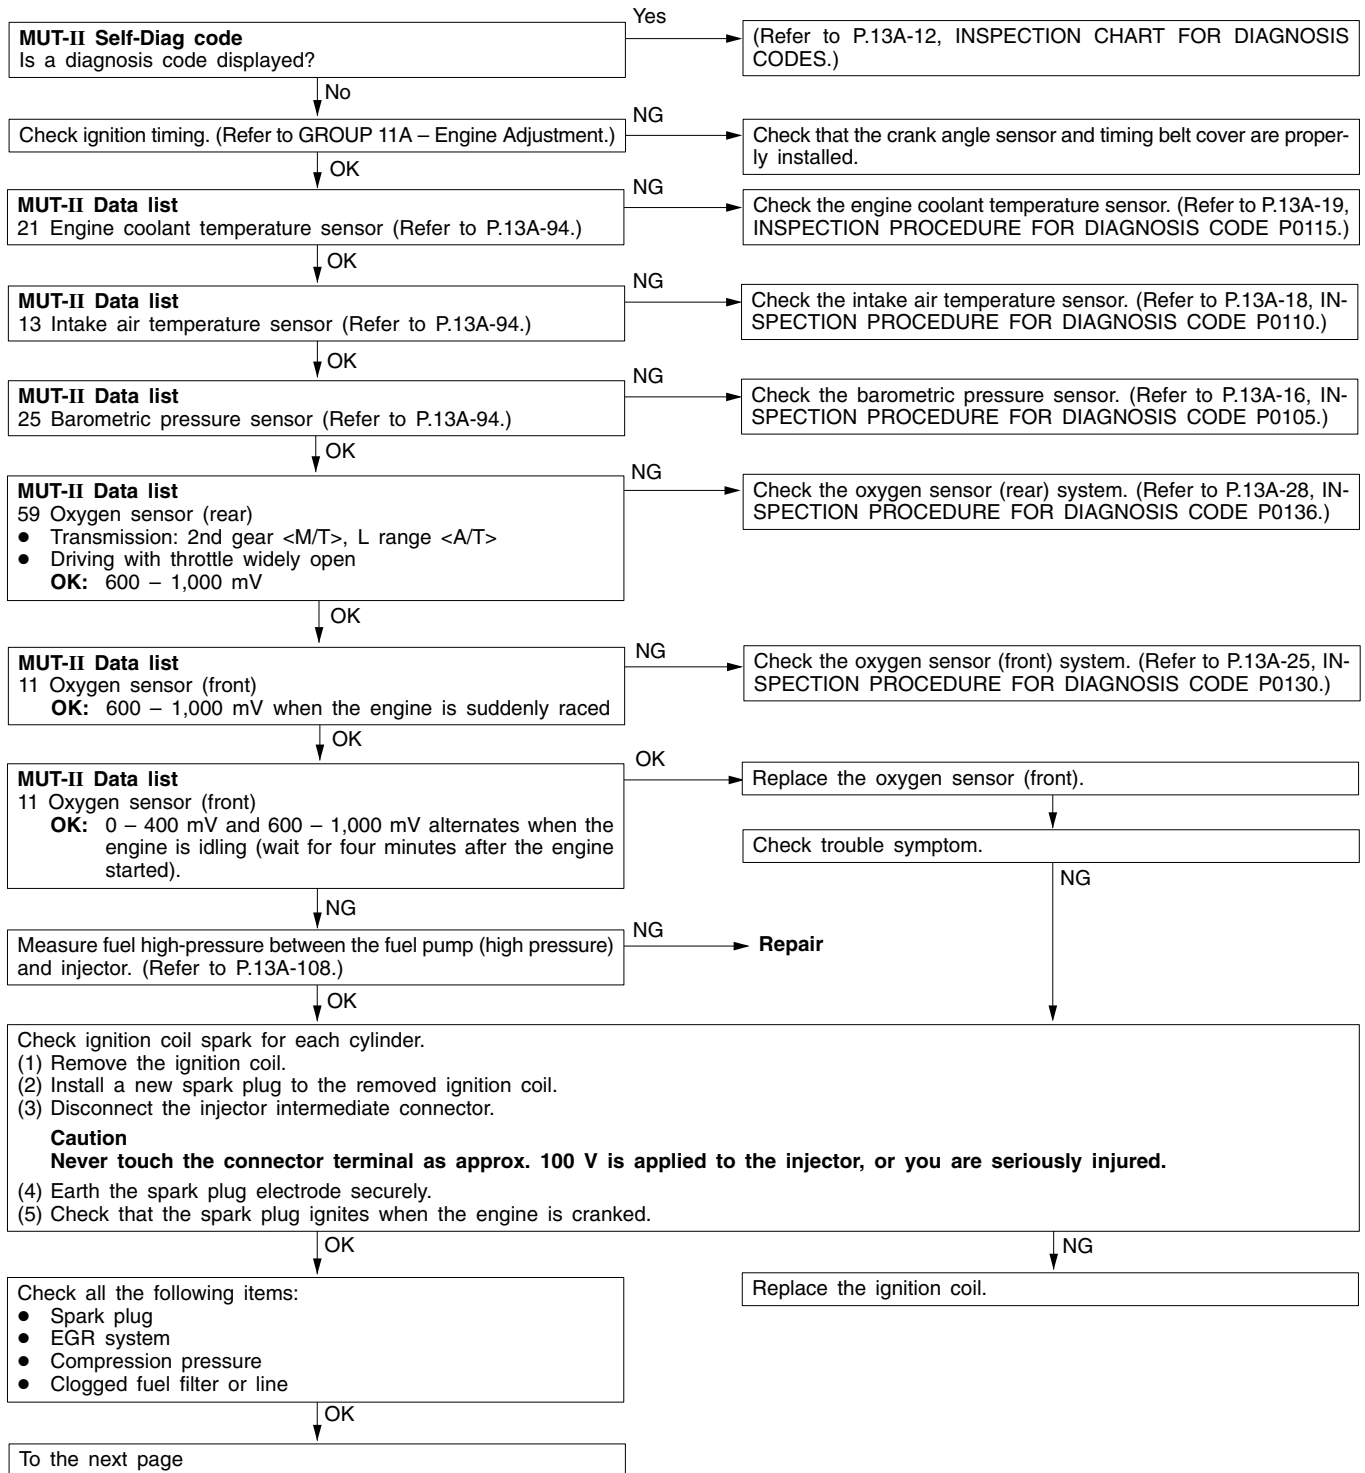 MUT-II Self-Diag code
Is a diagnosis code displayed?
Yes
(Refer to P.13A-12, INSPECTION CHART FOR DIAGNOSIS
CODES.)
No
Check ignition timing. (Refer to GROUP 11A – Engine Adjustment.)
NG
Check that the crank angle sensor and timing belt cover are proper-
ly installed.
OK
MUT-II Data list
21 Engine coolant temperature sensor (Refer to P.13A-94.)
NG
Check the engine coolant temperature sensor. (Refer to P.13A-19,
INSPECTION PROCEDURE FOR DIAGNOSIS CODE P0115.)
OK
MUT-II Data list
13 Intake air temperature sensor (Refer to P.13A-94.)
NG
Check the intake air temperature sensor. (Refer to P.13A-18, IN-
SPECTION PROCEDURE FOR DIAGNOSIS CODE P0110.)
OK
MUT-II Data list
25 Barometric pressure sensor (Refer to P.13A-94.)
NG
Check the barometric pressure sensor. (Refer to P.13A-16, IN-
SPECTION PROCEDURE FOR DIAGNOSIS CODE P0105.)
OK
MUT-II Data list
59 Oxygen sensor (rear)
● Transmission: 2nd gear <M/T>, L range <A/T>
● Driving with throttle widely open
OK: 600 – 1,000 mV
NG
Check the oxygen sensor (rear) system. (Refer to P.13A-28, IN-
SPECTION PROCEDURE FOR DIAGNOSIS CODE P0136.)
OK
MUT-II Data list
11 Oxygen sensor (front)
OK: 600 – 1,000 mV when the engine is suddenly raced
NG
Check the oxygen sensor (front) system. (Refer to P.13A-25, IN-
SPECTION PROCEDURE FOR DIAGNOSIS CODE P0130.)
OK
MUT-II Data list
11 Oxygen sensor (front)
OK: 0 – 400 mV and 600 – 1,000 mV alternates when the
engine is idling (wait for four minutes after the engine
started).
OK
Replace the oxygen sensor (front).
Check trouble symptom.
NG
NG
Measure fuel high-pressure between the fuel pump (high pressure)
and injector. (Refer to P.13A-108.)
NG
Repair
OK
Check ignition coil spark for each cylinder.
(1) Remove the ignition coil.
(2) Install a new spark plug to the removed ignition coil.
(3) Disconnect the injector intermediate connector.
Caution
Never touch the connector terminal as approx. 100 V is applied to the injector, or you are seriously injured.
(4) Earth the spark plug electrode securely.
(5) Check that the spark plug ignites when the engine is cranked.
OK
NG
Check all the following items:
● Spark plug
● EGR system
● Compression pressure
● Clogged fuel filter or line
Replace the ignition coil.
OK
To the next page